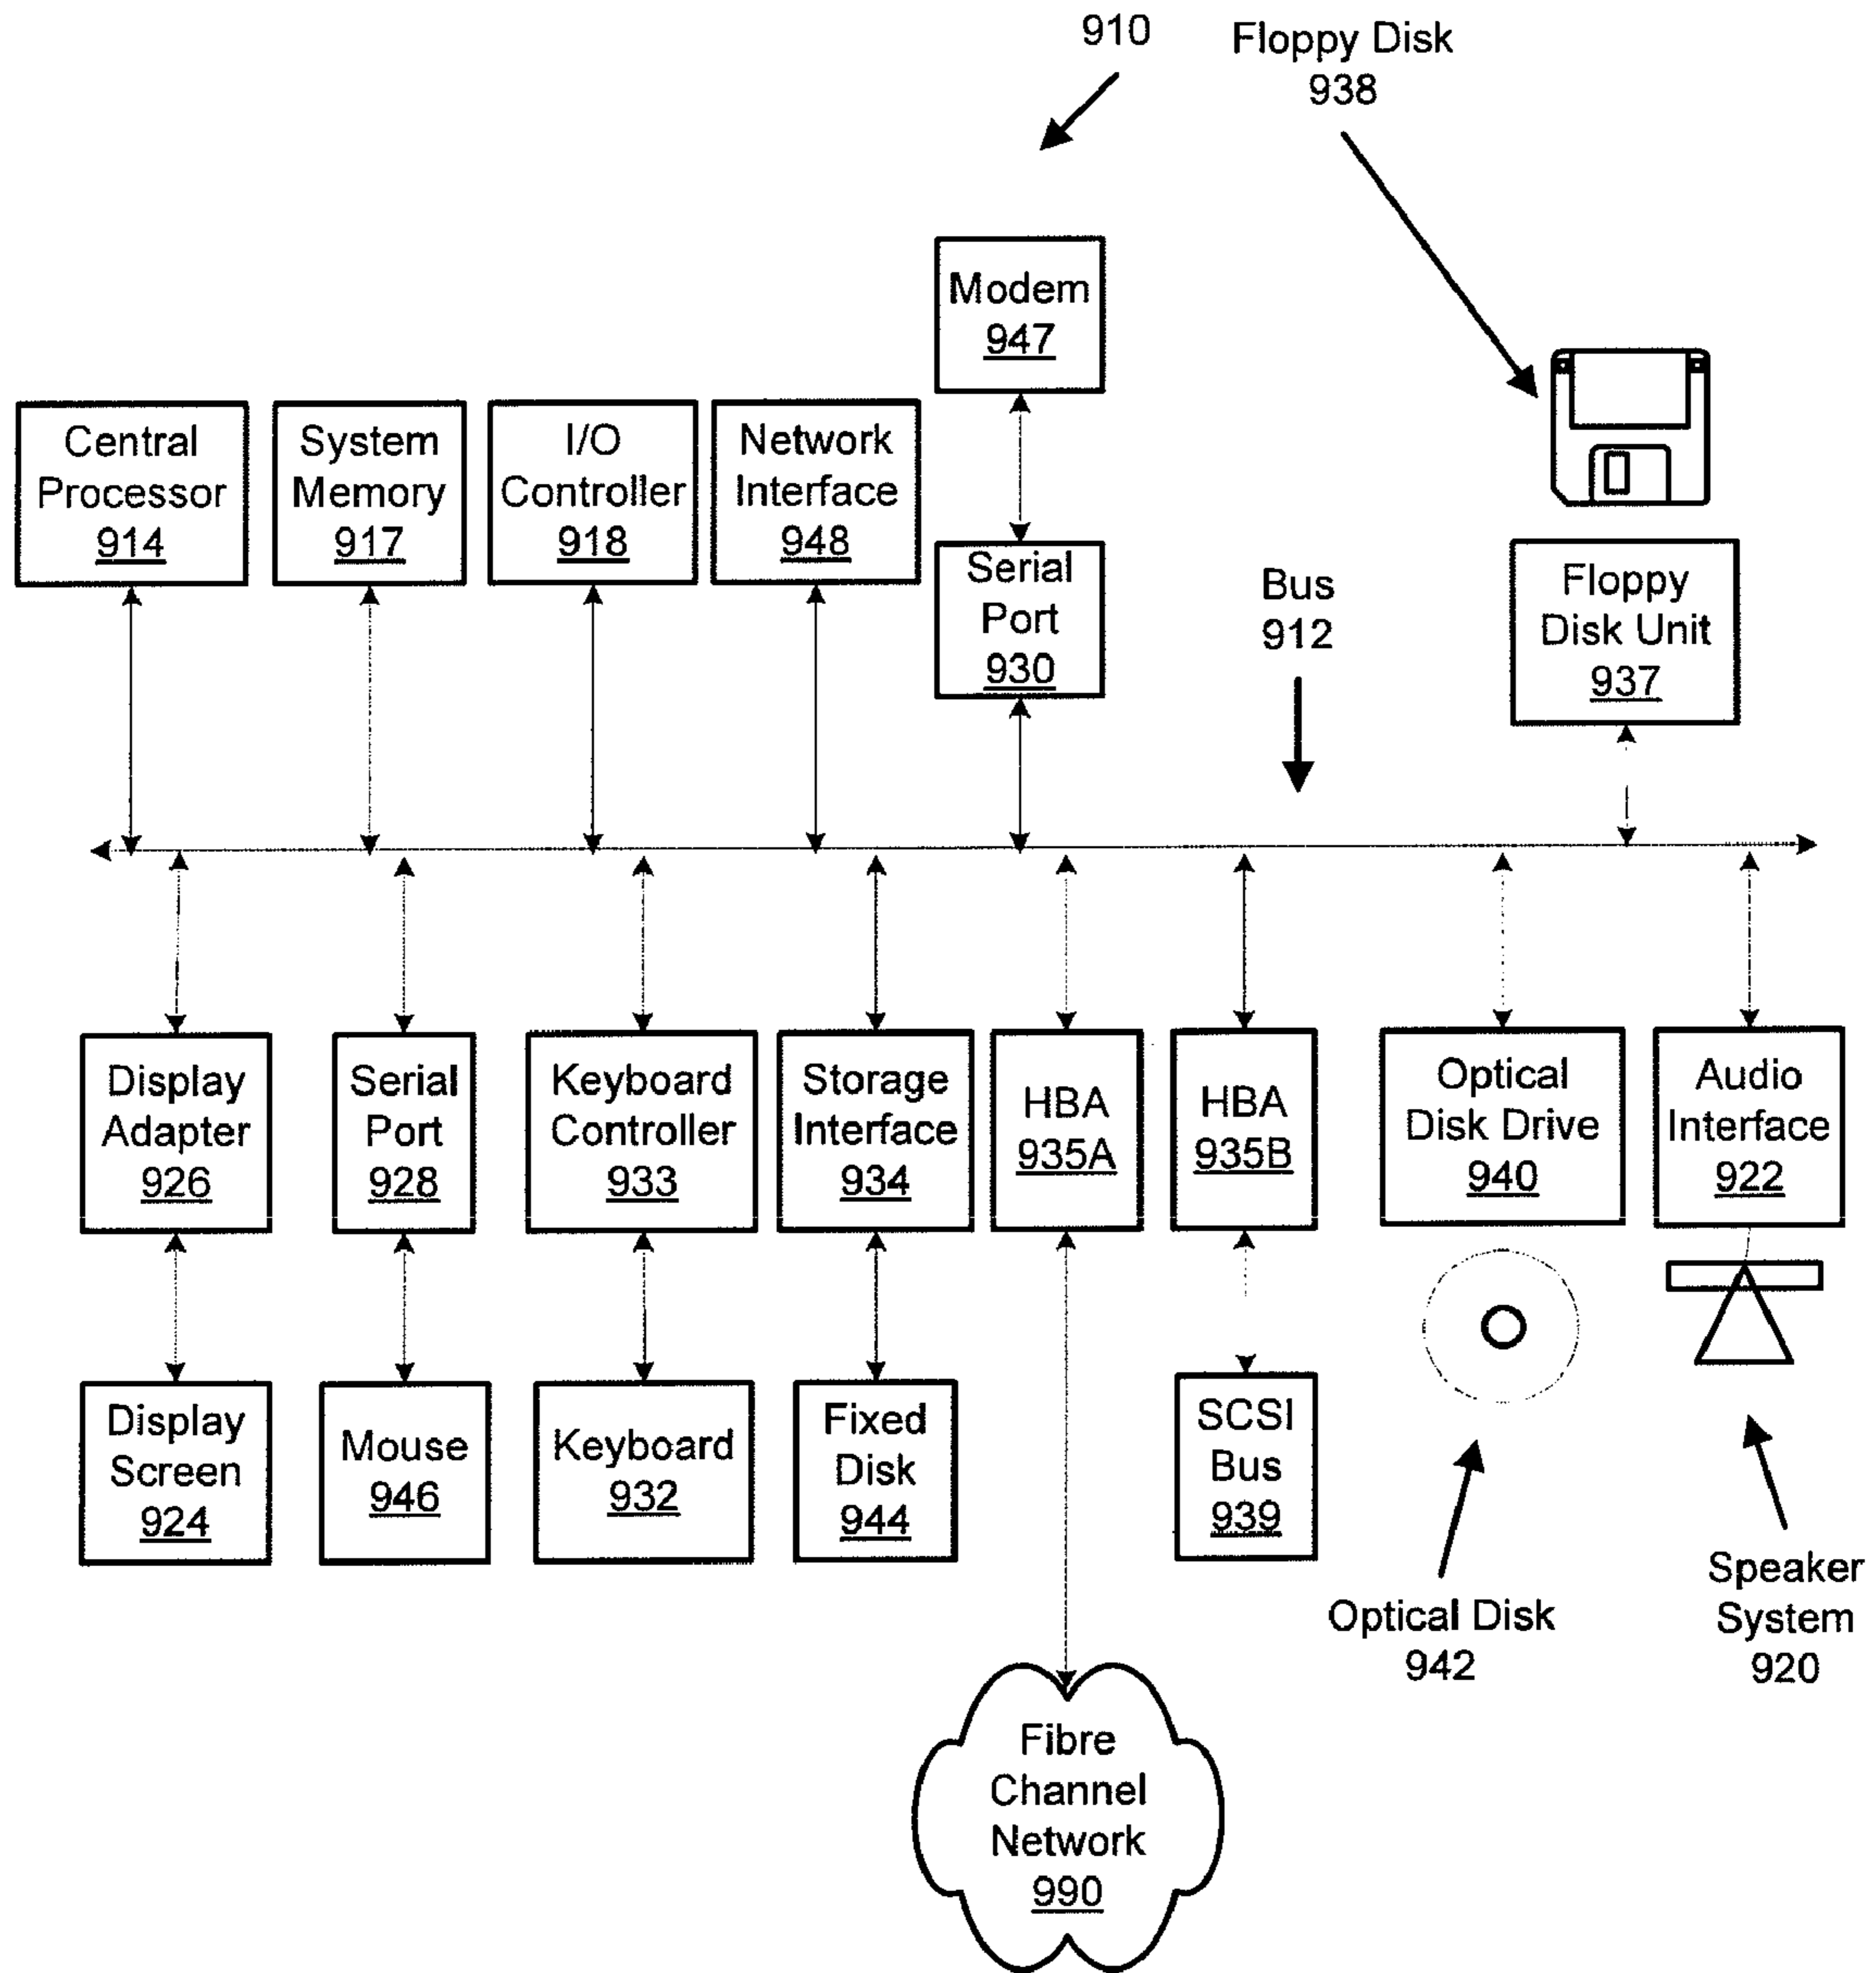 910
Floppy Disk
938
Modem
947
Central
Processor
914
System
Memory
917
I/O
Controller
918
Network
Interface
948
Serial
Port
930
Bus
912
Floppy
Disk Unit
937
Display
Adapter
926
Serial
Port
928
Keyboard
Controller
933
Storage
Interface
934
HBA
935A
HBA
935B
Optical
Disk Drive
940
Audio
Interface
922
Display
Screen
924
Mouse
946
Keyboard
932
Fixed
Disk
944
SCSI
Bus
939
Optical Disk
942
Speaker
System
920
Fibre
Channel
Network
990